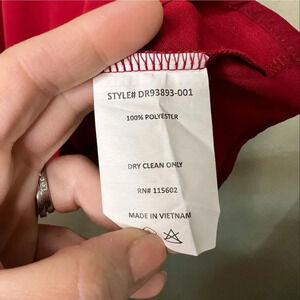 STYLE# DR93893-001
100% POLYESTER
DRY CLEAN ONLY
RN# 115602
MADE IN VIETNAM